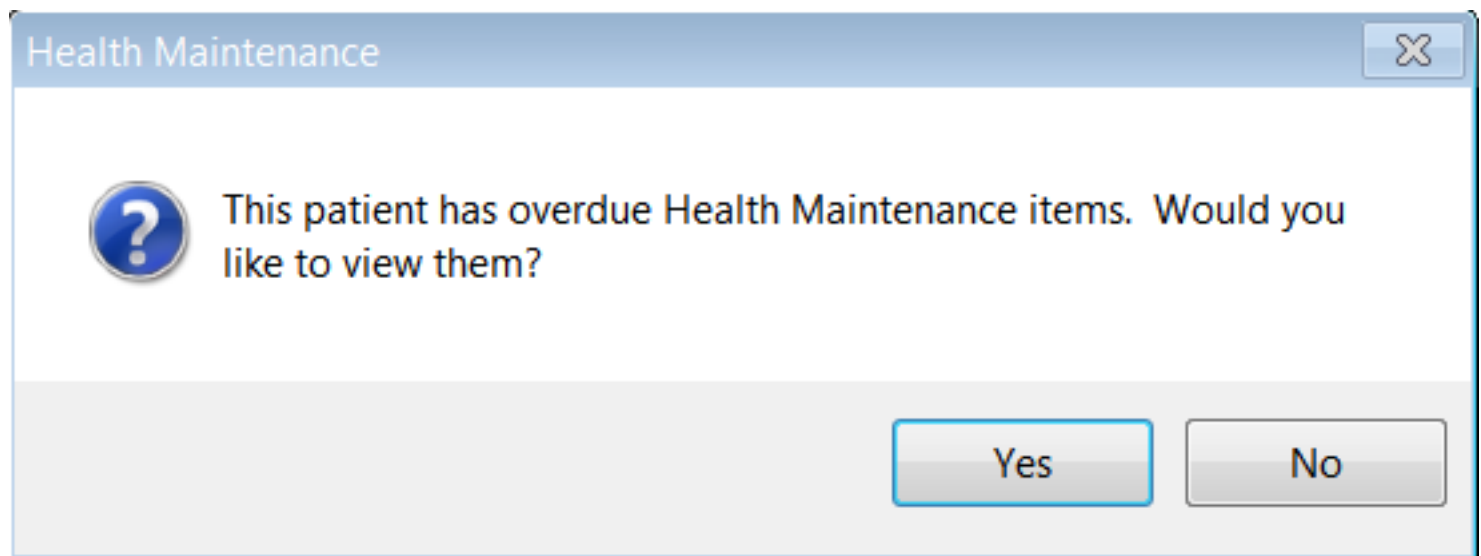 Health Maintenance
This patient has overdue Health Maintenance items.  Would you
like to view them?
Yes
No